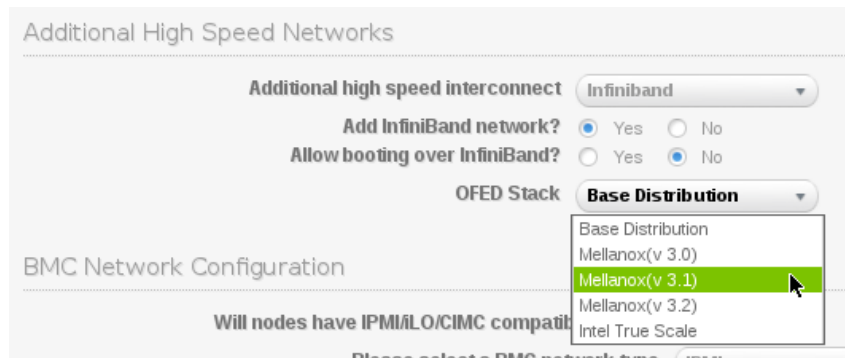 Additional High Speed Networks
Additional high speed interconnect Infiniband
Add InfiniBand network? Yes No
Allow booting over InfiniBand? Yes No
OFED Stack Base Distribution
Base Distribution
Mellanox(v 3.0)
BMC Network Configuration
Mellanox(v 3.1)
Mellanox(v 3.2)
Will nodes have IPMI/iLO/CIMC compatib
Intel True Scale